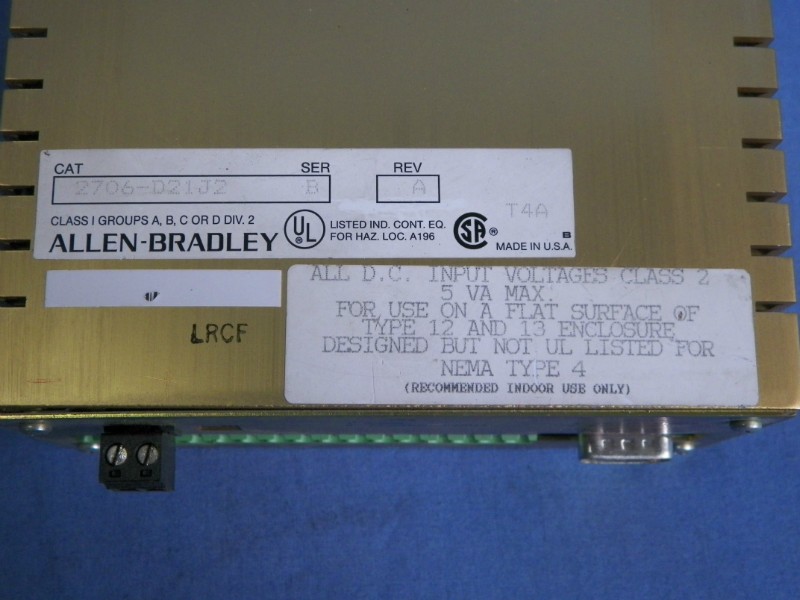 CAT SER REV
2706-D21J2 B A
T4A
CLASS I GROUPS A, B, C OR D DIV. 2
ALLEN-BRADLEY
UL
®
LISTED IND. CONT. EQ.
FOR HAZ. LOC. A196
SA
®
B
MADE IN U.S.A.
ALL D.C. INPUT VOLTAGES CLASS 2
5 VA MAX.
FOR USE ON A FLAT SURFACE OF
TYPE 12 AND 13 ENCLOSURE
DESIGNED BUT NOT UL LISTED FOR
NEMA TYPE 4
(RECOMMENDED INDOOR USE ONLY)
LRCF